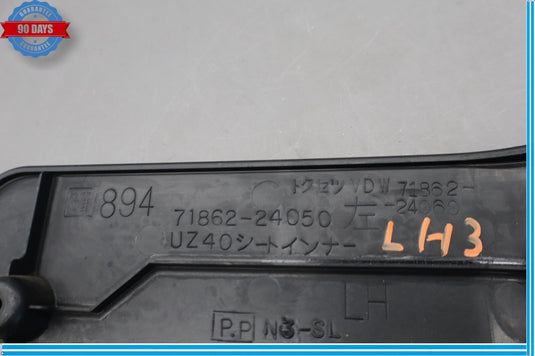 GUARANTEE
90 DAYS
GUARANTEE
894
トクセツ VDW 71862-
71862-24050 左 -24060
UZ40シートインナー
LH3
LH
P.P N3-SL